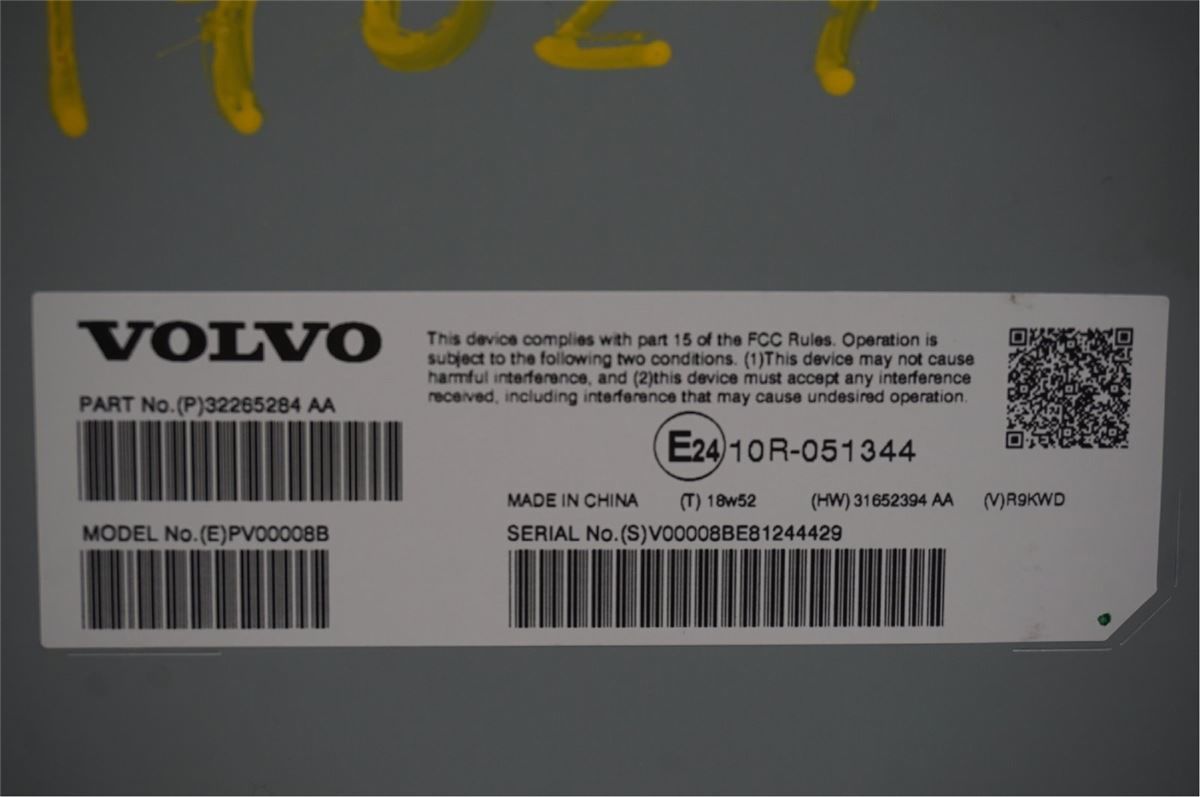 VOLVO
This device complies with part 15 of the FCC Rules. Operation is
subject to the following two conditions. (1)This device may not cause
harmful interference, and (2)this device must accept any interference
received, including interference that may cause undesired operation.
PART No.(P)32265284 AA
E24 10R-051344
MADE IN CHINA (T) 18w52 (HW) 31652394 AA (V)R9KWD
MODEL No.(E)PV00008B
SERIAL No.(S)V00008BE81244429